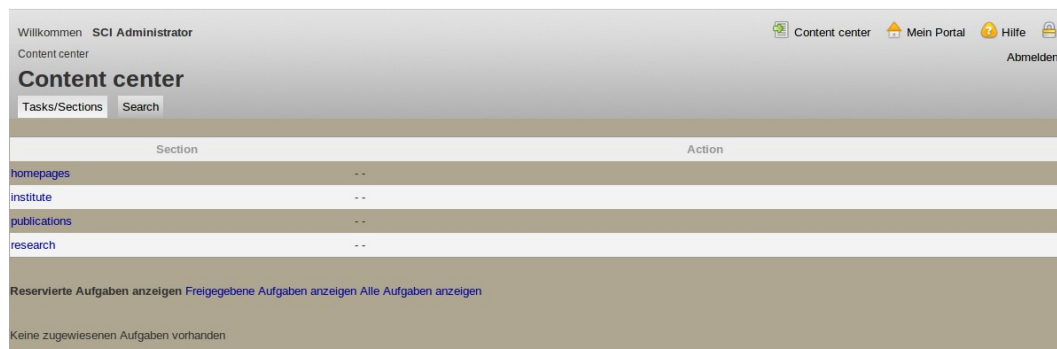 Willkommen SCI Administrator
Content center Mein Portal Hilfe
Content center
Abmelden
Content center
Tasks/Sections Search
Section Action
homepages - -
institute - -
publications - -
research - -
Reservierte Aufgaben anzeigen Freigegebene Aufgaben anzeigen Alle Aufgaben anzeigen
Keine zugewiesenen Aufgaben vorhanden